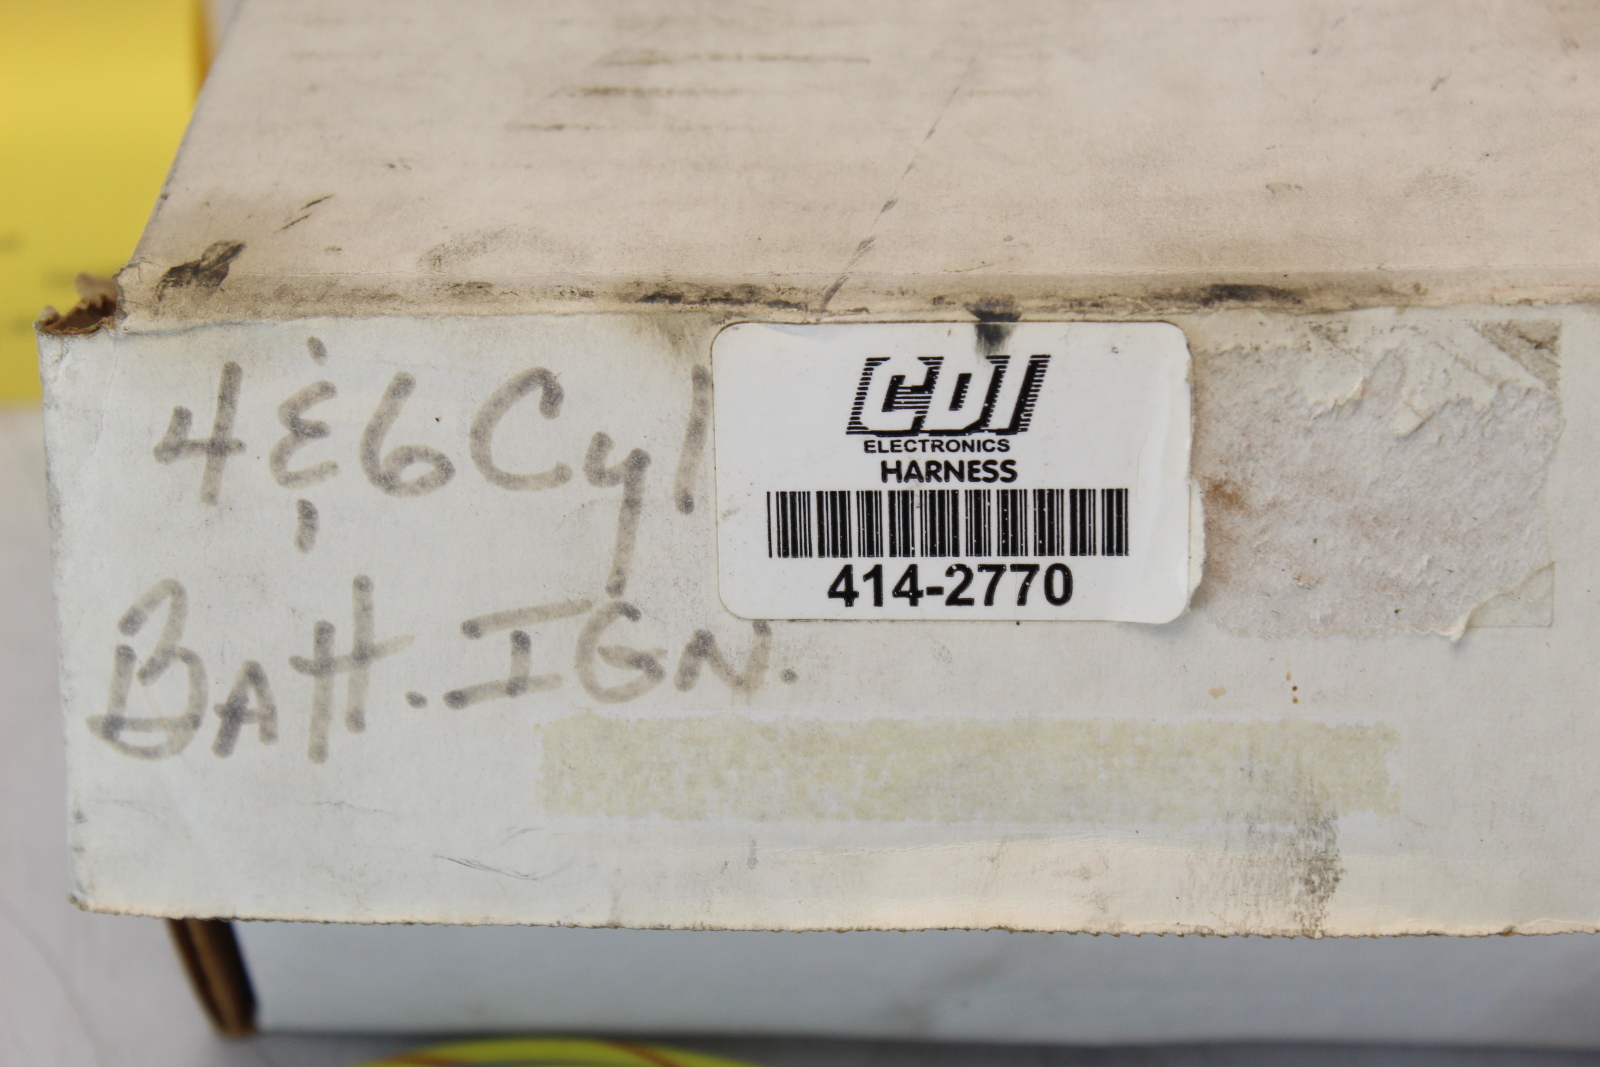 4 & 6 Cyl
Batt. IGN.
CDI
ELECTRONICS
HARNESS
414-2770